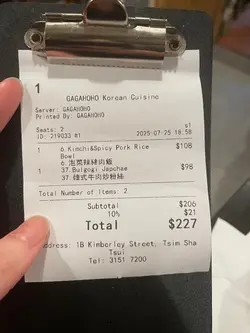 1
GAGAHOHO Korean Cuisine
Server: GAGAHOHO
Printed By: GAGAHOHO
Seats: 2 s1
ID: 219033 #1 2025-07-25 18:58
1 6.Kimchi&Spicy Pork Rice $108
Bowl
6 泡菜辣豬肉飯
1 37.Bulgogi Japchae $98
37 韓式牛肉炒粉絲
Total Number of Items: 2
Subtotal $206
10% $21
Total $227
Address: 1B Kimberley Street, Tsim Sha
Tsui
Tel: 3151 7200